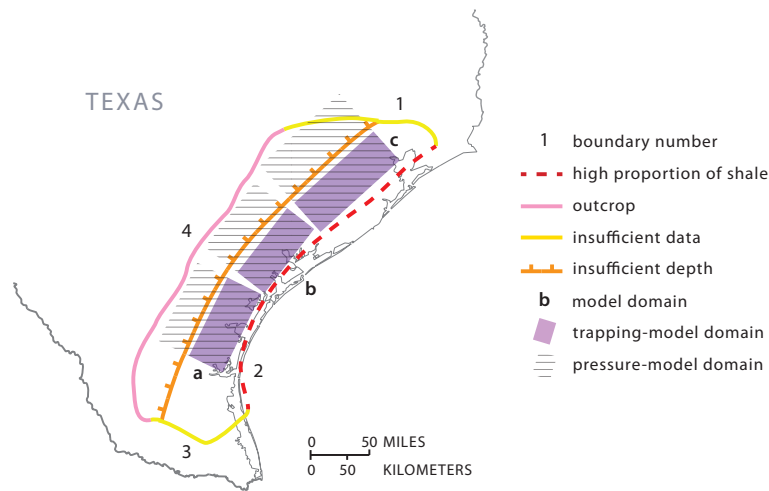 TEXAS
1
c
4
b
a
2
3
0 50 MILES
0 50
KILOMETERS
1 boundary number
high proportion of shale
outcrop
insufficient data
insufficient depth
b model domain
trapping-model domain
pressure-model domain